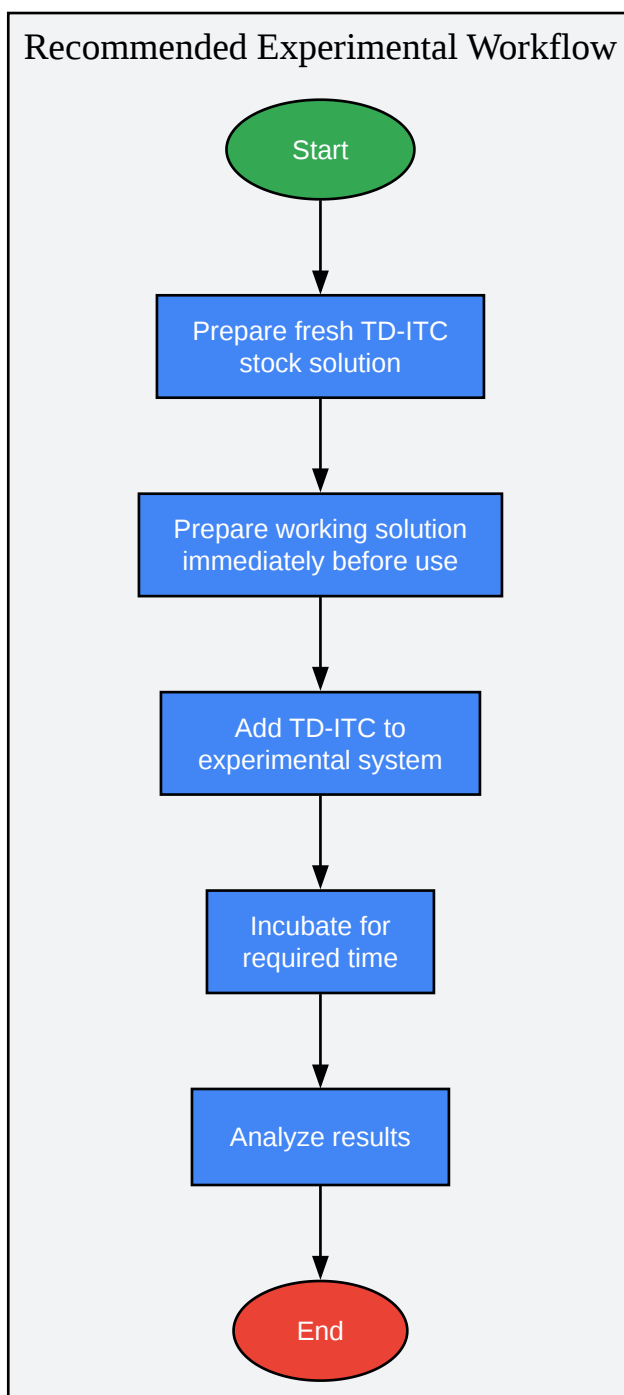 Recommended Experimental Workflow
Start
Prepare fresh TD-ITC
stock solution
Prepare working solution
immediately before use
Add TD-ITC to
experimental system
Incubate for
required time
Analyze results
End